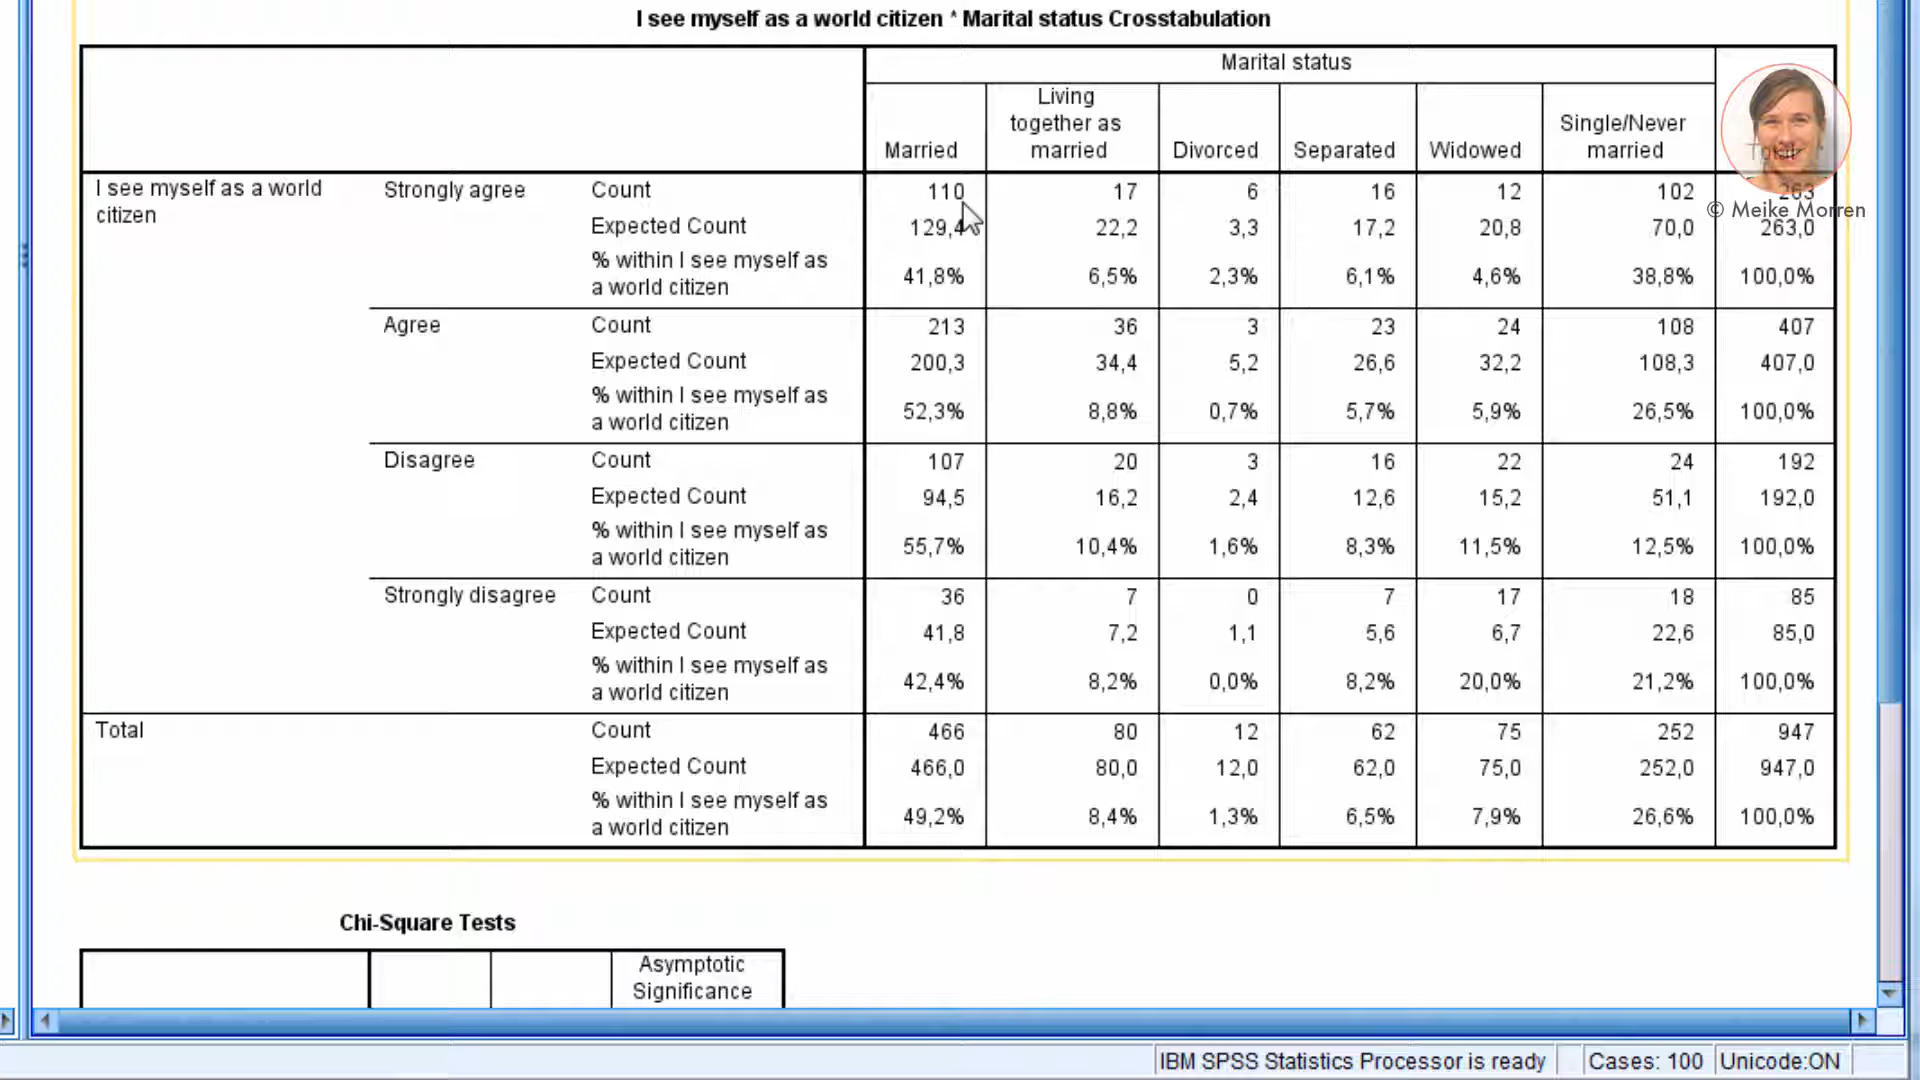 I see myself as a world citizen * Marital status Crosstabulation
Marital status
Married
Living together as married
Divorced
Separated
Widowed
Single/Never married
Total
I see myself as a world citizen
Strongly agree
Count 110 17 6 16 12 102 263
Expected Count 129,4 22,2 3,3 17,2 20,8 70,0 263,0
% within I see myself as a world citizen 41,8% 6,5% 2,3% 6,1% 4,6% 38,8% 100,0%
© Meike Morren
Agree
Count 213 36 3 23 24 108 407
Expected Count 200,3 34,4 5,2 26,6 32,2 108,3 407,0
% within I see myself as a world citizen 52,3% 8,8% 0,7% 5,7% 5,9% 26,5% 100,0%
Disagree
Count 107 20 3 16 22 24 192
Expected Count 94,5 16,2 2,4 12,6 15,2 51,1 192,0
% within I see myself as a world citizen 55,7% 10,4% 1,6% 8,3% 11,5% 12,5% 100,0%
Strongly disagree
Count 36 7 0 7 17 18 85
Expected Count 41,8 7,2 1,1 5,6 6,7 22,6 85,0
% within I see myself as a world citizen 42,4% 8,2% 0,0% 8,2% 20,0% 21,2% 100,0%
Total
Count 466 80 12 62 75 252 947
Expected Count 466,0 80,0 12,0 62,0 75,0 252,0 947,0
% within I see myself as a world citizen 49,2% 8,4% 1,3% 6,5% 7,9% 26,6% 100,0%
Chi-Square Tests
Asymptotic
Significance
IBM SPSS Statistics Processor is ready
Cases: 100
Unicode:ON